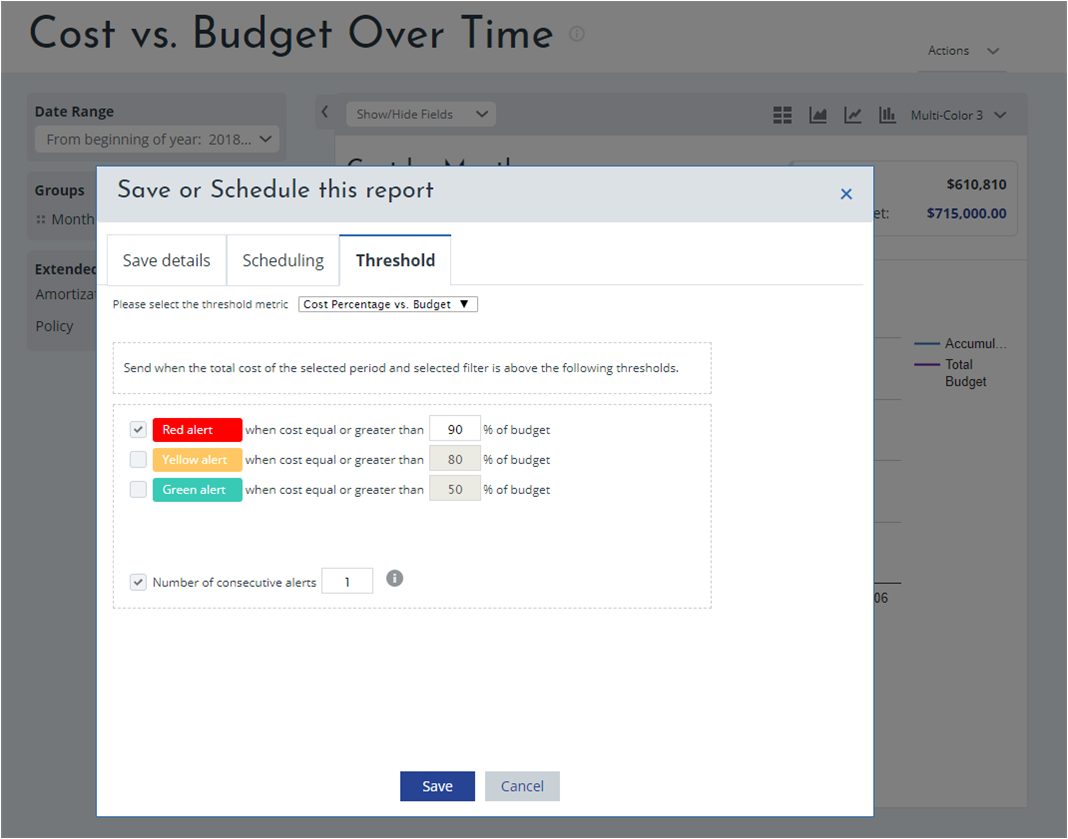 Cost vs. Budget Over Time
Actions
Date Range
From beginning of year: 2018...
Show/Hide Fields
Multi-Color 3
Groups
Month
Extended
Amortizat
Policy
$610,810
et: $715,000.00
Save or Schedule this report
Save details
Scheduling
Threshold
Please select the threshold metric Cost Percentage vs. Budget
Send when the total cost of the selected period and selected filter is above the following thresholds.
Red alert when cost equal or greater than 90 % of budget
Yellow alert when cost equal or greater than 80 % of budget
Green alert when cost equal or greater than 50 % of budget
Number of consecutive alerts 1
Save
Cancel
Accumul...
Total
Budget
06